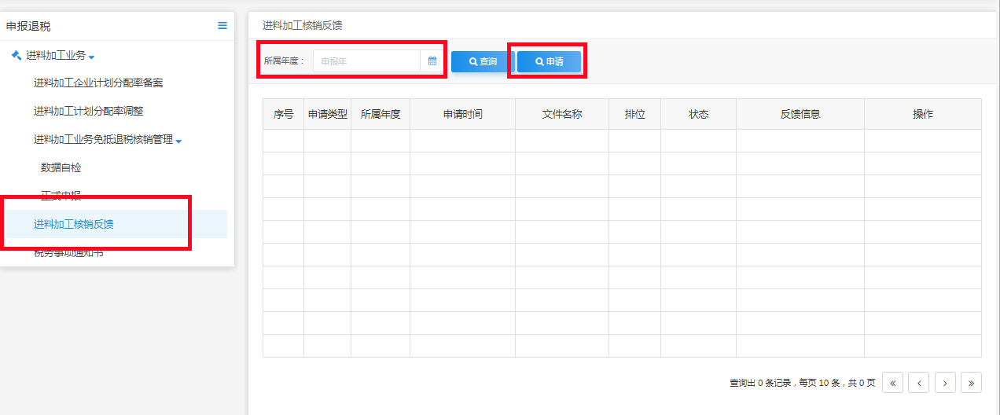 申报退税
进料加工业务
进料加工企业计划分配率备案
进料加工计划分配率调整
进料加工业务免抵退税核销管理
数据自检
正式申报
进料加工核销反馈
税务事项通知书
进料加工核销反馈
所属年度： 申报年 查询 申请
序号 申请类型 所属年度 申请时间 文件名称 排位 状态 反馈信息 操作
查询出 0 条记录，每页 10 条，共 0 页 « ‹ › »